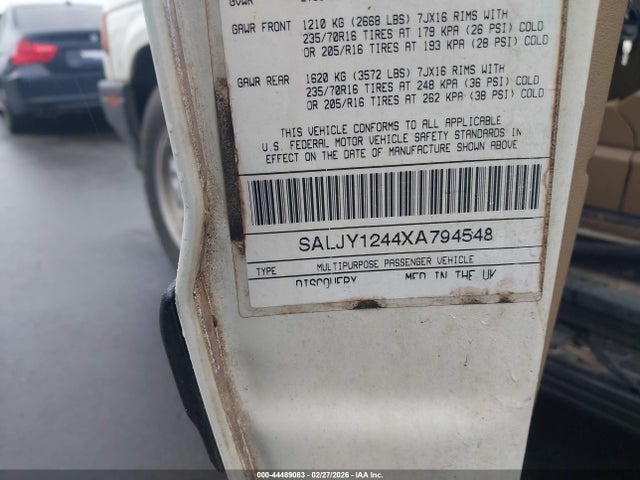 GVWR
GAWR FRONT 1210 KG (2668 LBS) 7JX16 RIMS WITH
235/70R16 TIRES AT 179 KPA (26 PSI) COLD
OR 205/R16 TIRES AT 193 KPA (28 PSI) COLD
GAWR REAR 1620 KG (3572 LBS) 7JX16 RIMS WITH
235/70R16 TIRES AT 248 KPA (36 PSI) COLD
OR 205/R16 TIRES AT 262 KPA (38 PSI) COLD
THIS VEHICLE CONFORMS TO ALL APPLICABLE
U.S. FEDERAL MOTOR VEHICLE SAFETY STANDARDS IN
EFFECT ON THE DATE OF MANUFACTURE SHOWN ABOVE
SALJY1244XA794548
TYPE MULTIPURPOSE PASSENGER VEHICLE
DISCOVERY MFD IN THE UK
000-44489083 - 02/27/2026 - IAA Inc.